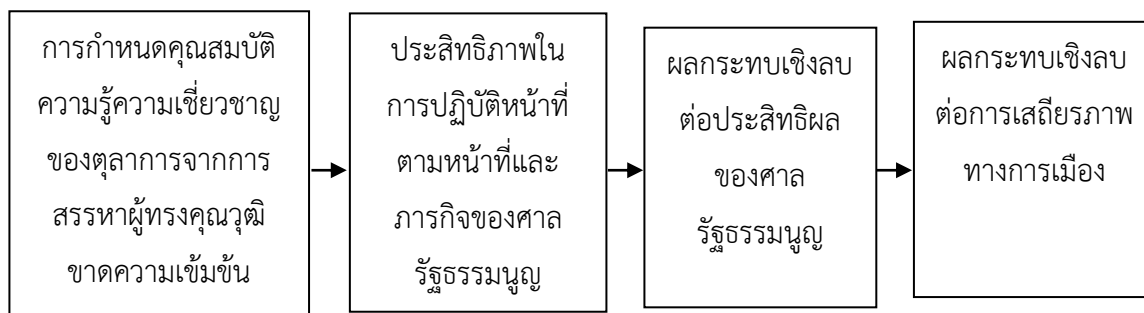 การกำหนดคุณสมบัติ
ความรู้ความเชี่ยวชาญ
ของตุลาการจากการ
สรรหาผู้ทรงคุณวุฒิ
ขาดความเข้มข้น
ประสิทธิภาพใน
การปฏิบัติหน้าที่
ตามหน้าที่และ
ภารกิจของศาล
รัฐธรรมนูญ
ผลกระทบเชิงลบ
ต่อประสิทธิผล
ของศาล
รัฐธรรมนูญ
ผลกระทบเชิงลบ
ต่อการเสถียรภาพ
ทางการเมือง